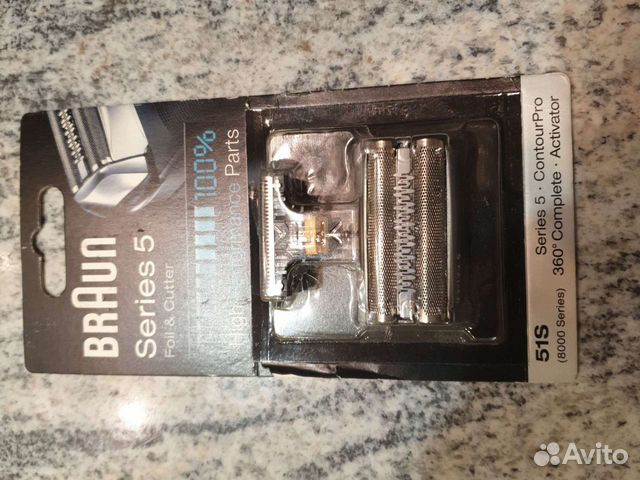 BRAUN
Series 5
Foil & Cutter
100%
Parts
51S
(8000 Series)
Series 5 · ContourPro
360° Complete · Activator
Avito